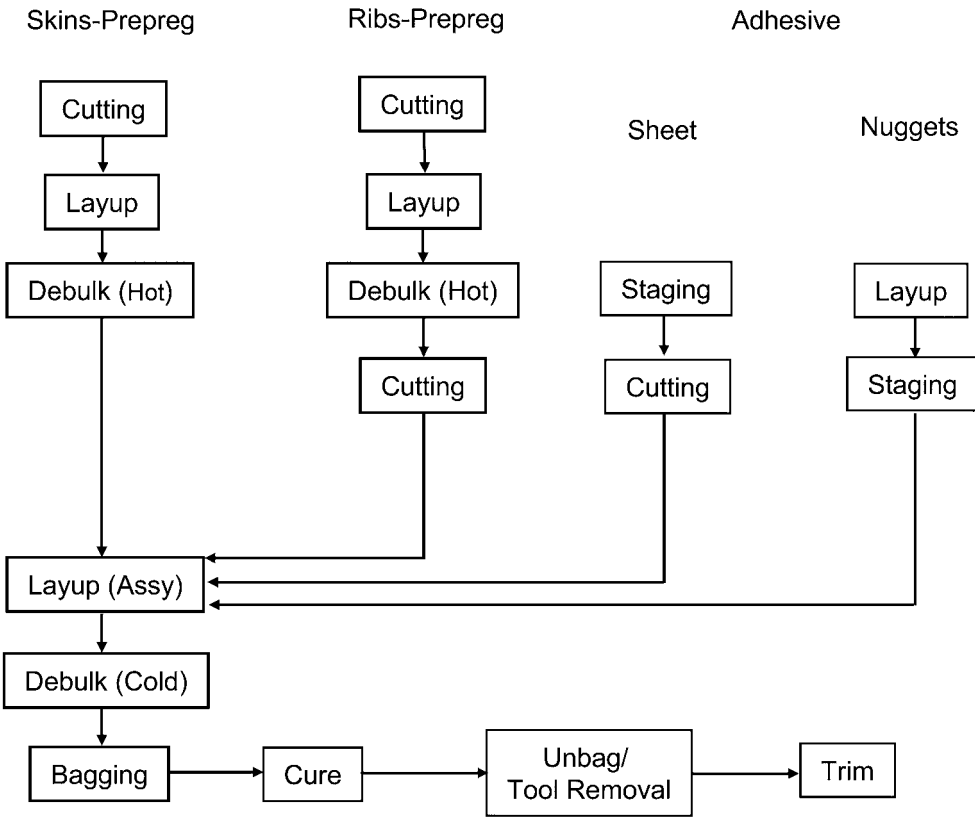 Skins-Prepreg
Ribs-Prepreg
Adhesive
Cutting
Cutting
Sheet
Nuggets
Layup
Layup
Debulk (Hot)
Debulk (Hot)
Staging
Layup
Cutting
Cutting
Staging
Layup (Assy)
Debulk (Cold)
Bagging
Cure
Unbag/
Tool Removal
Trim